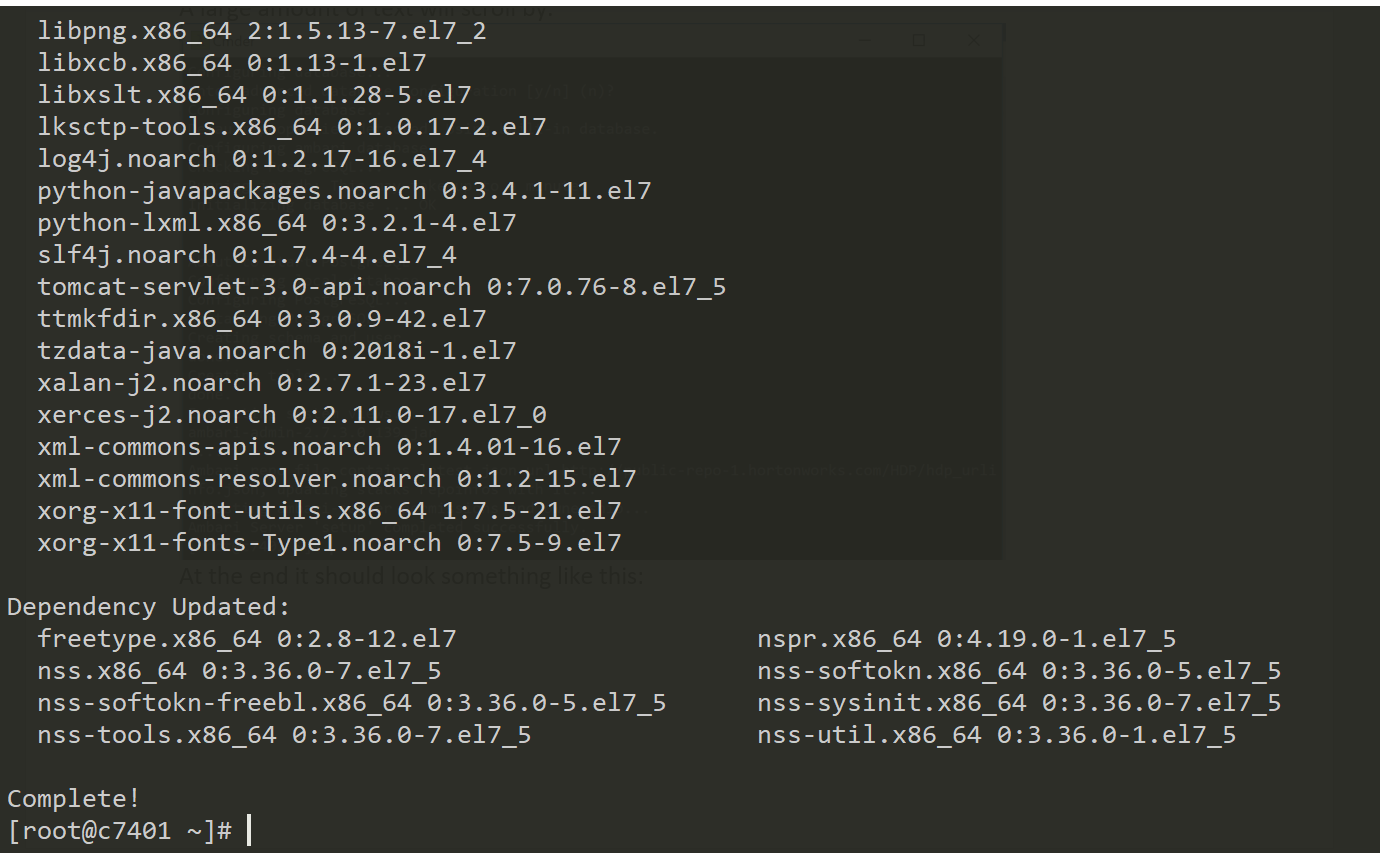 A large amount of text will scroll by.
libpng.x86_64 2:1.5.13-7.el7_2
libxcb.x86_64 0:1.13-1.el7
libxslt.x86_64 0:1.1.28-5.el7
lksctp-tools.x86_64 0:1.0.17-2.el7
log4j.noarch 0:1.2.17-16.el7_4
python-javapackages.noarch 0:3.4.1-11.el7
python-lxml.x86_64 0:3.2.1-4.el7
slf4j.noarch 0:1.7.4-4.el7_4
tomcat-servlet-3.0-api.noarch 0:7.0.76-8.el7_5
ttmkfdir.x86_64 0:3.0.9-42.el7
tzdata-java.noarch 0:2018i-1.el7
xalan-j2.noarch 0:2.7.1-23.el7
xerces-j2.noarch 0:2.11.0-17.el7_0
xml-commons-apis.noarch 0:1.4.01-16.el7
xml-commons-resolver.noarch 0:1.2-15.el7
xorg-x11-font-utils.x86_64 1:7.5-21.el7
xorg-x11-fonts-Type1.noarch 0:7.5-9.el7
At the end it should look something like this:
Dependency Updated:
freetype.x86_64 0:2.8-12.el7 nspr.x86_64 0:4.19.0-1.el7_5
nss.x86_64 0:3.36.0-7.el7_5 nss-softokn.x86_64 0:3.36.0-5.el7_5
nss-softokn-freebl.x86_64 0:3.36.0-5.el7_5 nss-sysinit.x86_64 0:3.36.0-7.el7_5
nss-tools.x86_64 0:3.36.0-7.el7_5 nss-util.x86_64 0:3.36.0-1.el7_5
Complete!
[root@c7401 ~]#